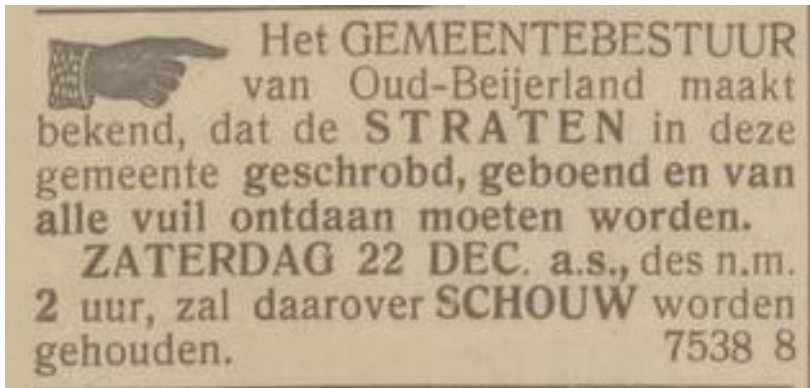 Het GEMEENTEBESTUUR
van Oud-Beijerland maakt
bekend, dat de STRATEN in deze
gemeente geschrobd, geboend en van
alle vuil ontdaan moeten worden.
ZATERDAG 22 DEC. a.s., des n.m.
2 uur, zal daarover SCHOUW worden
gehouden. 7538 8